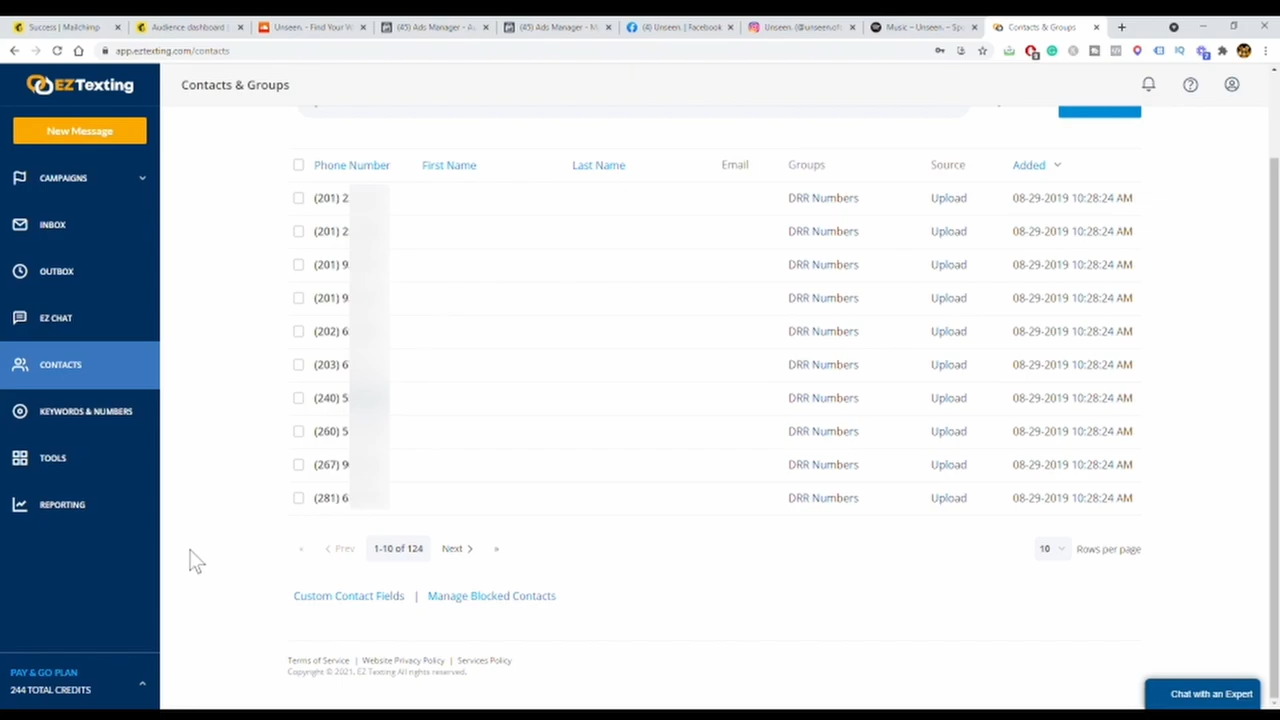 Success | Mailchimp
Audience dashboard |
Unseen. - Find Your W
(45) Ads Manager - Au
(45) Ads Manager - M
(4) Unseen. | Facebook
Unseen. (@unseen.of
Music – Unseen. – Sp
Contacts & Groups
app.eztexting.com/contacts
EZTexting
Contacts & Groups
New Message
CAMPAIGNS
INBOX
OUTBOX
EZ CHAT
CONTACTS
KEYWORDS & NUMBERS
TOOLS
REPORTING
PAY & GO PLAN
244 TOTAL CREDITS
Phone Number First Name Last Name Email Groups Source Added
(201) 2 DRR Numbers Upload 08-29-2019 10:28:24 AM
(201) 2 DRR Numbers Upload 08-29-2019 10:28:24 AM
(201) 9 DRR Numbers Upload 08-29-2019 10:28:24 AM
(201) 9 DRR Numbers Upload 08-29-2019 10:28:24 AM
(202) 6 DRR Numbers Upload 08-29-2019 10:28:24 AM
(203) 6 DRR Numbers Upload 08-29-2019 10:28:24 AM
(240) 5 DRR Numbers Upload 08-29-2019 10:28:24 AM
(260) 5 DRR Numbers Upload 08-29-2019 10:28:24 AM
(267) 9 DRR Numbers Upload 08-29-2019 10:28:24 AM
(281) 6 DRR Numbers Upload 08-29-2019 10:28:24 AM
« < Prev 1-10 of 124 Next > » 10 Rows per page
Custom Contact Fields | Manage Blocked Contacts
Terms of Service | Website Privacy Policy | Services Policy
Copyright © 2021, EZ Texting All rights reserved.
Chat with an Expert